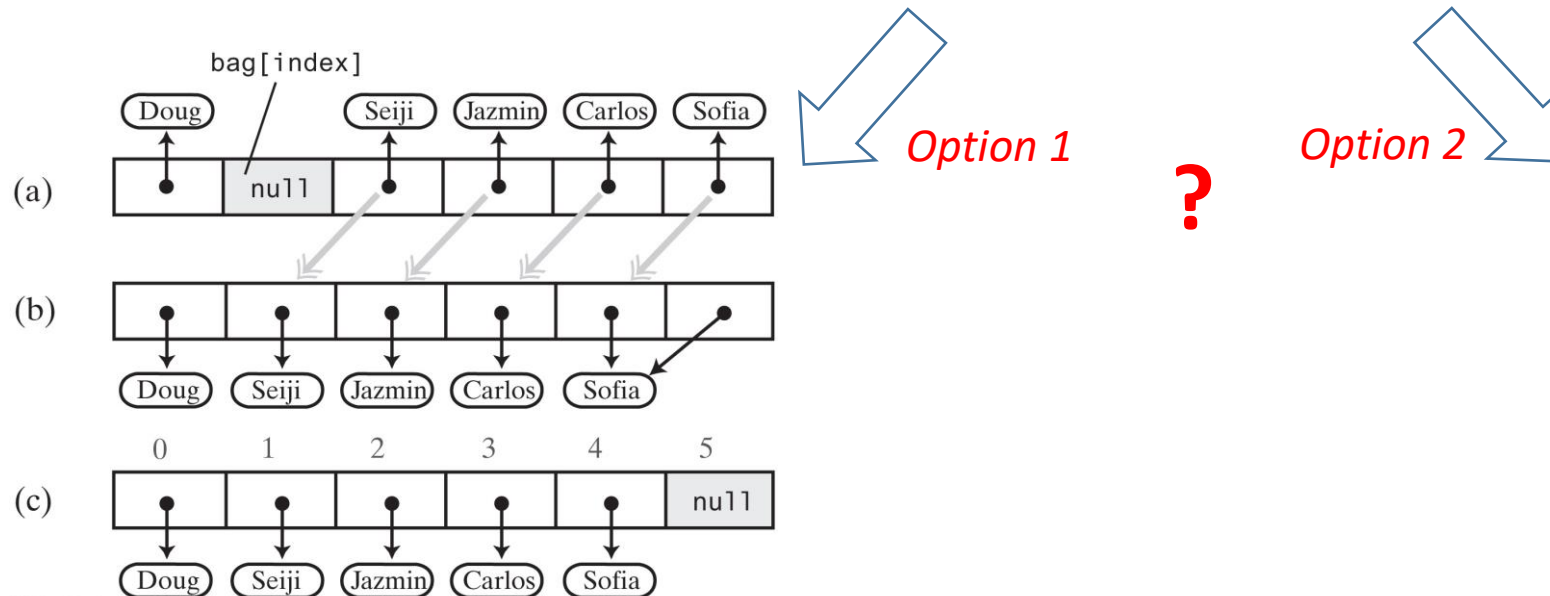 bag[index]
Doug Seiji Jazmin Carlos Sofia
Option 1 ? Option 2
(a) null
(b)
Doug Seiji Jazmin Carlos Sofia
0 1 2 3 4 5
(c) null
Doug Seiji Jazmin Carlos Sofia